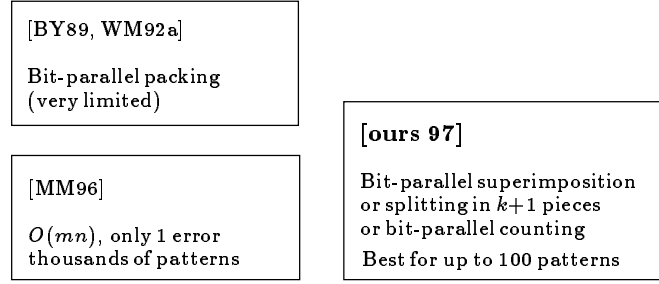 [BY89, WM92a]
Bit-parallel packing
(very limited)
[MM96]
O(mn), only 1 error
thousands of patterns
[ours 97]
Bit-parallel superimposition
or splitting in k+1 pieces
or bit-parallel counting
Best for up to 100 patterns